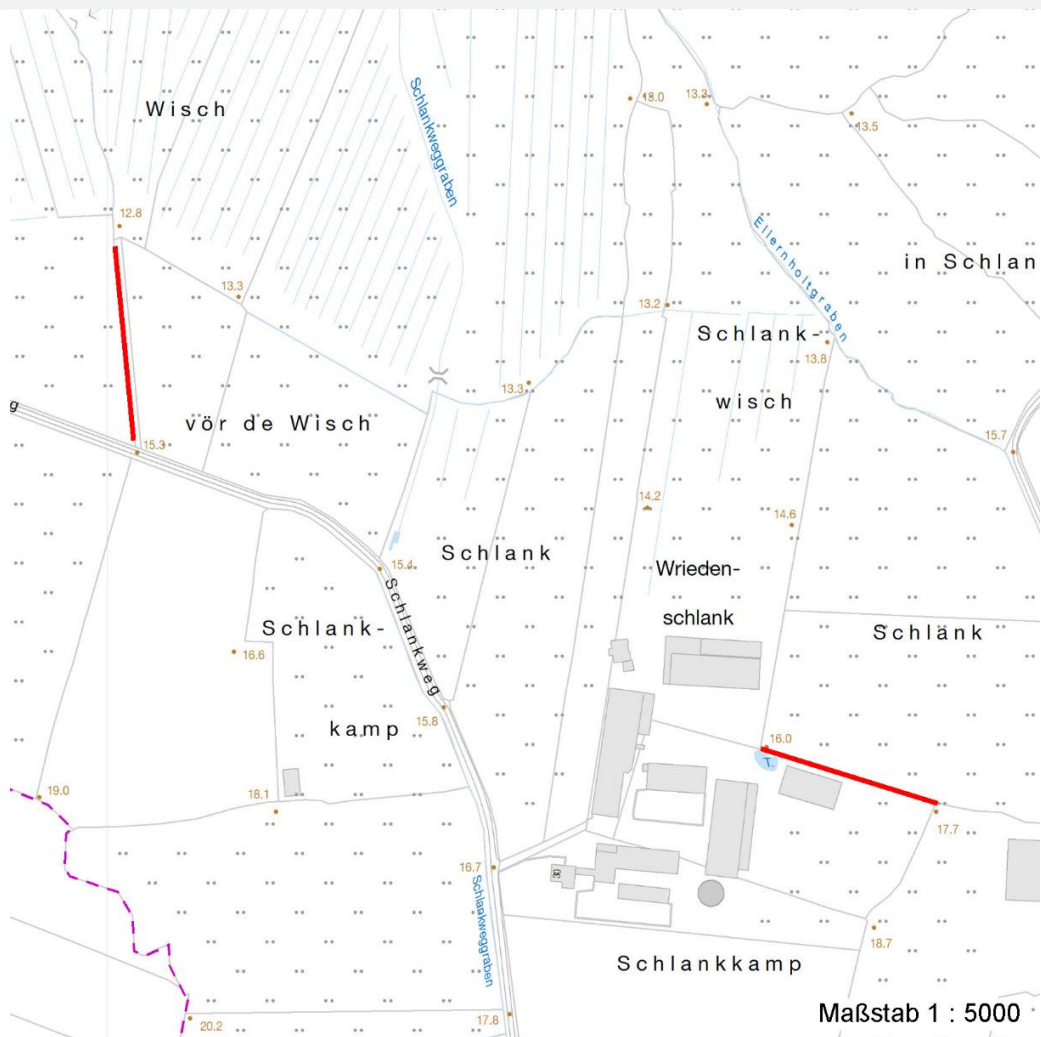 Wisch
Schlankweggraben
13.0
13.3
13.5
12.8
Ellernholtgraben
in Schlan
13.3
13.2
Schlank-
13.8
13.3
wisch
g
vör de Wisch
15.3
15.7
14.2
14.6
Schlank
15.4
Schlankweg
Wrieden-
schlank
Schlank
Schlank-
16.6
15.8
kamp
16.0
T.
19.0
18.1
17.7
16.7
Schlankweggraben
18.7
Schlankkamp
20.2
17.8
Maßstab 1 : 5000